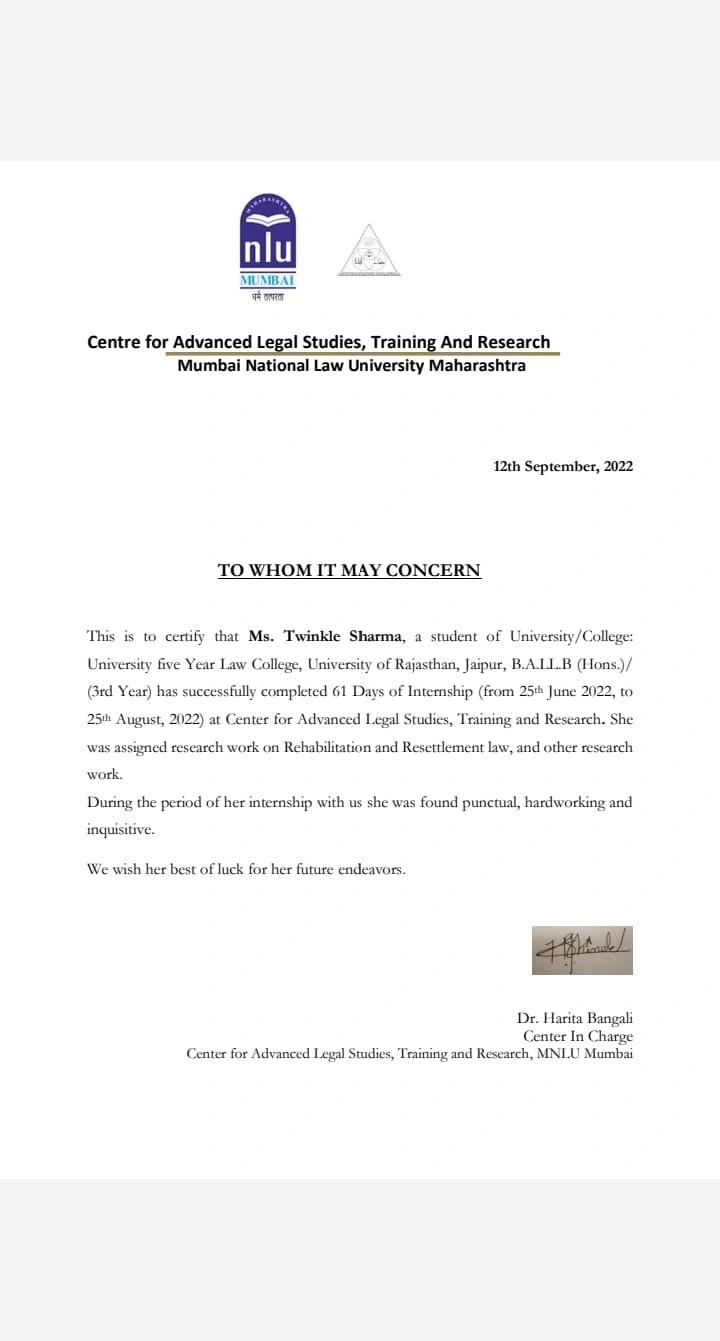 MAHARASHTRA
nlu
MUMBAI
धर्म तत्परता
Centre for Advanced Legal Studies, Training And Research
Mumbai National Law University Maharashtra
12th September, 2022
TO WHOM IT MAY CONCERN
This is to certify that Ms. Twinkle Sharma, a student of University/College:
University five Year Law College, University of Rajasthan, Jaipur, B.A.LL.B (Hons.)/
(3rd Year) has successfully completed 61 Days of Internship (from 25th June 2022, to
25th August, 2022) at Center for Advanced Legal Studies, Training and Research. She
was assigned research work on Rehabilitation and Resettlement law, and other research
work.
During the period of her internship with us she was found punctual, hardworking and
inquisitive.
We wish her best of luck for her future endeavors.
Dr. Harita Bangali
Center In Charge
Center for Advanced Legal Studies, Training and Research, MNLU Mumbai